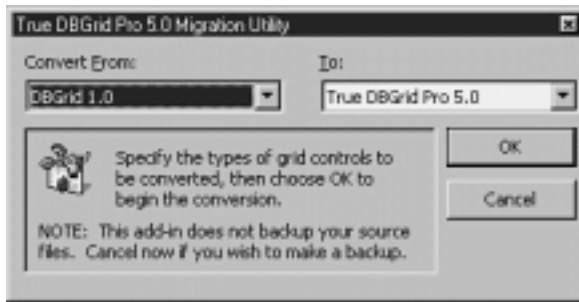 True DBGrid Pro 5.0 Migration Utility
Convert From: To:
DBGrid 1.0 True DBGrid Pro 5.0
Specify the types of grid controls to
be converted, then choose OK to
begin the conversion.
NOTE: This add-in does not backup your source
files. Cancel now if you wish to make a backup.
OK
Cancel